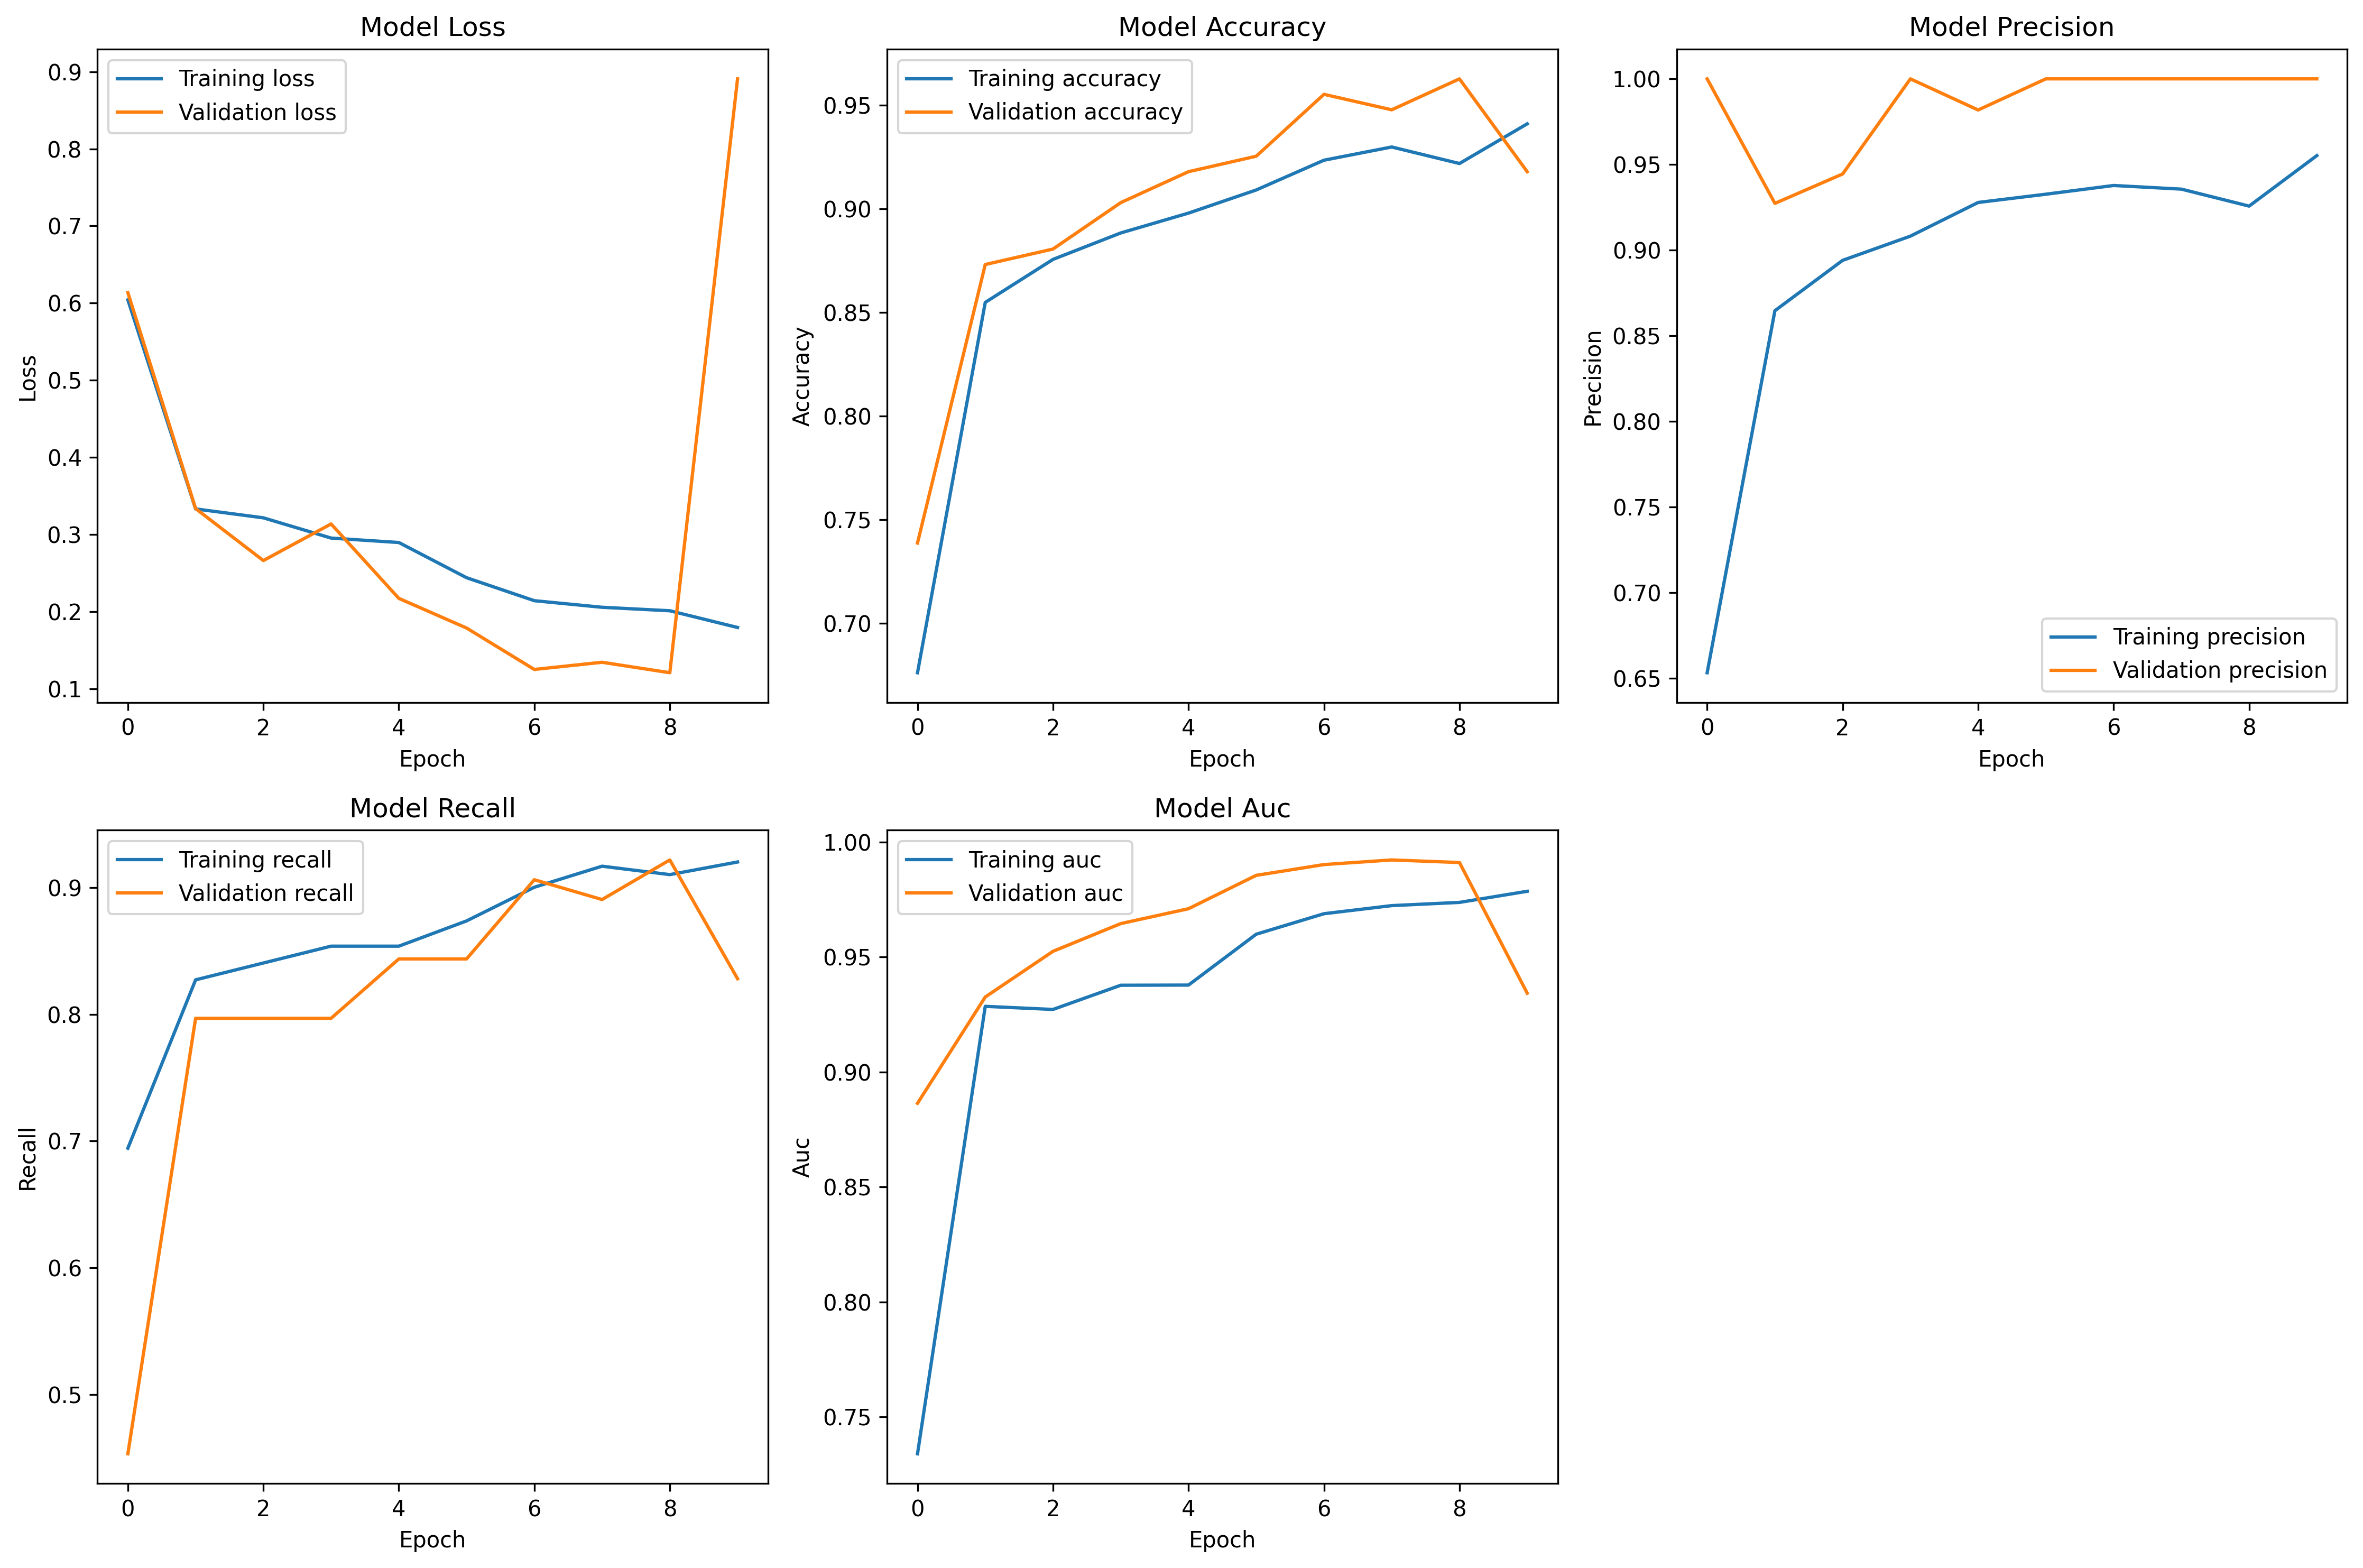 Model Loss
0.9
0.8
0.7
0.6
0.5
0.4
0.3
0.2
0.1
Loss
Training loss
Validation loss
0 2 4 6 8
Epoch
Model Accuracy
0.95
0.90
0.85
0.80
0.75
0.70
Accuracy
Training accuracy
Validation accuracy
0 2 4 6 8
Epoch
Model Precision
1.00
0.95
0.90
0.85
0.80
0.75
0.70
0.65
Precision
Training precision
Validation precision
0 2 4 6 8
Epoch
Model Recall
0.9
0.8
0.7
0.6
0.5
Recall
Training recall
Validation recall
0 2 4 6 8
Epoch
Model Auc
1.00
0.95
0.90
0.85
0.80
0.75
Auc
Training auc
Validation auc
0 2 4 6 8
Epoch